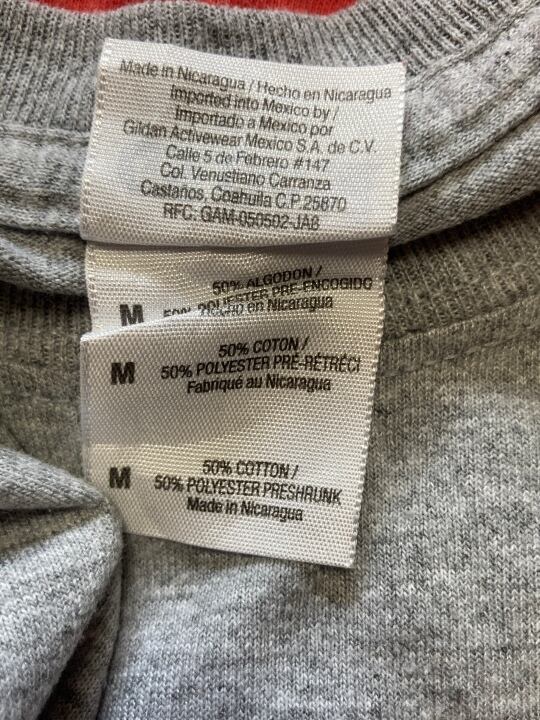 Made in Nicaragua / Hecho en Nicaragua
Imported into Mexico by /
Importado a Mexico por
Gildan Activewear Mexico S.A. de C.V.
Calle 5 de Febrero #147
Col. Venustiano Carranza
Castaños, Coahuila C.P. 25870
RFC. GAM-050502-JA8
50% ALGODON /
M 50% POLIESTER PRE-ENCOGIDO
Hecho en Nicaragua
50% COTON /
M 50% POLYESTER PRÉ-RÉTRÉCI
Fabriqué au Nicaragua
50% COTTON /
M 50% POLYESTER PRESHRUNK
Made in Nicaragua